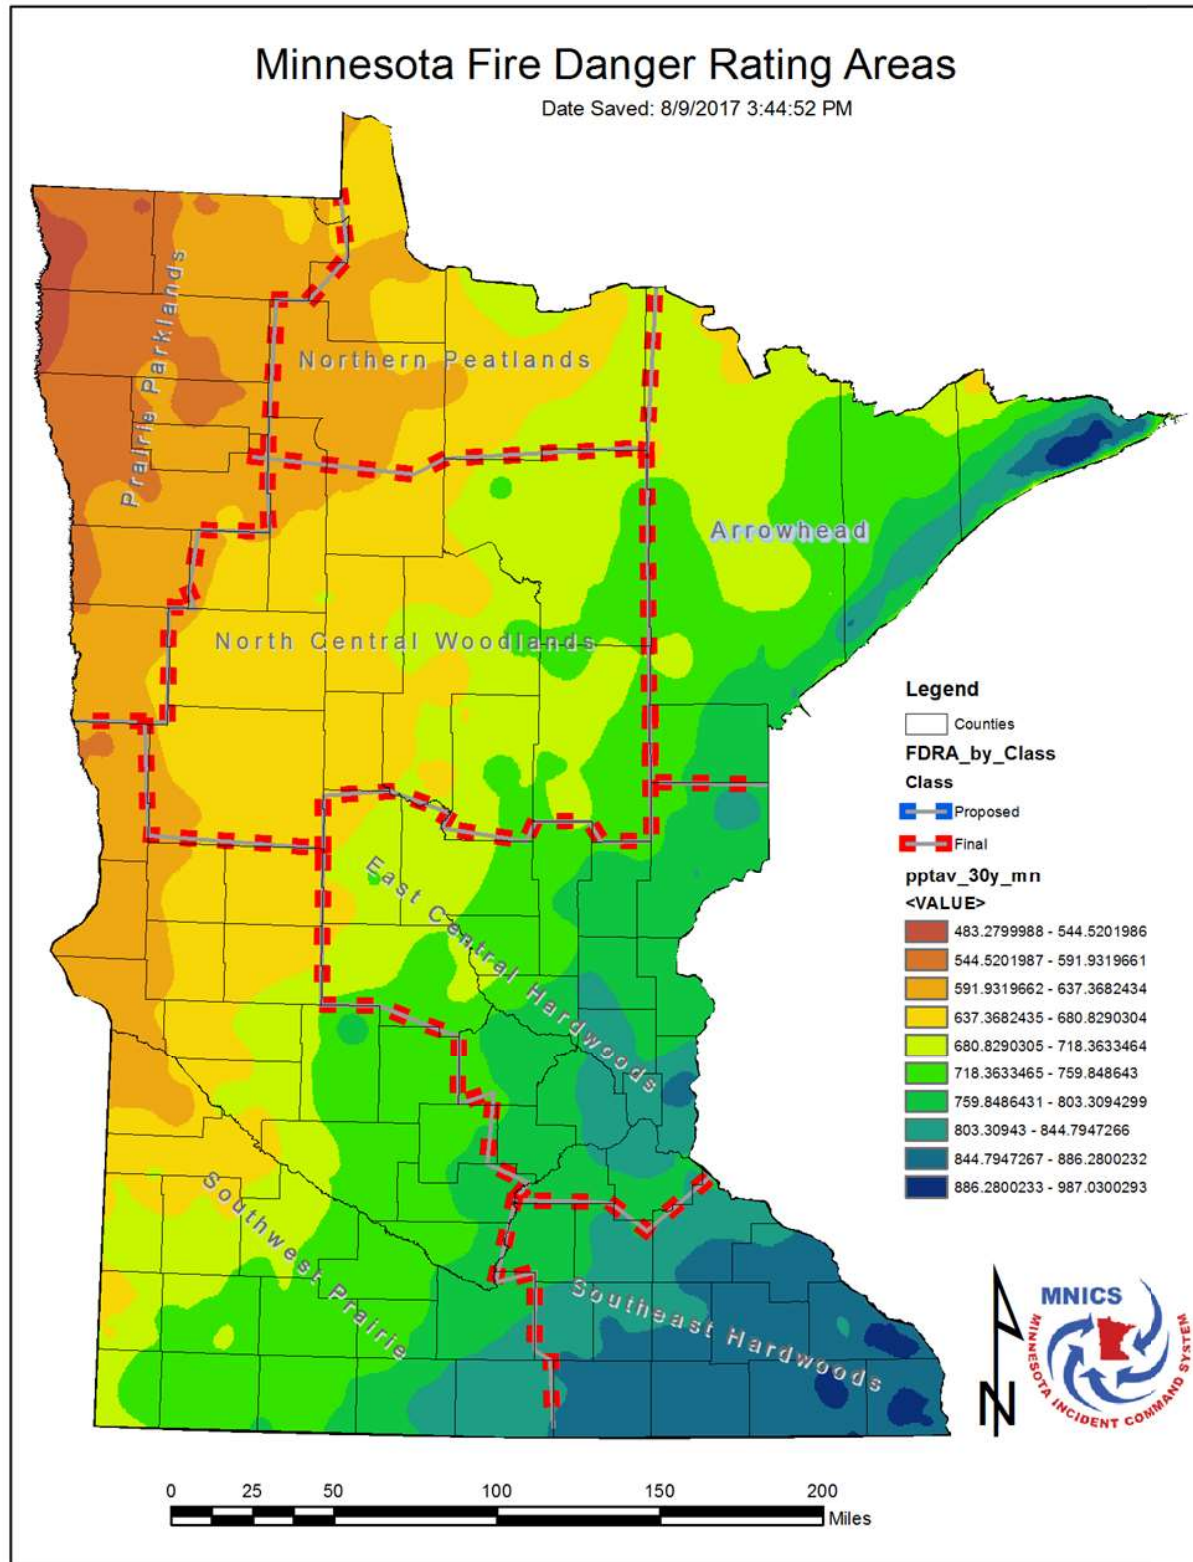 Minnesota Fire Danger Rating Areas
Date Saved: 8/9/2017 3:44:52 PM
Prairie Parklands
Northern Peatlands
Arrowhead
North Central Woodlands
East Central Hardwoods
Southwest Prairie
Southeast Hardwoods
Legend
Counties
FDRA_by_Class
Class
Proposed
Final
pptav_30y_mn
<VALUE>
483.2799988 - 544.5201986
544.5201987 - 591.9319661
591.9319662 - 637.3682434
637.3682435 - 680.8290304
680.8290305 - 718.3633464
718.3633465 - 759.848643
759.8486431 - 803.3094299
803.30943 - 844.7947266
844.7947267 - 886.2800232
886.2800233 - 987.0300293
N
MNICS
MINNESOTA INCIDENT COMMAND SYSTEM
0 25 50 100 150 200
Miles